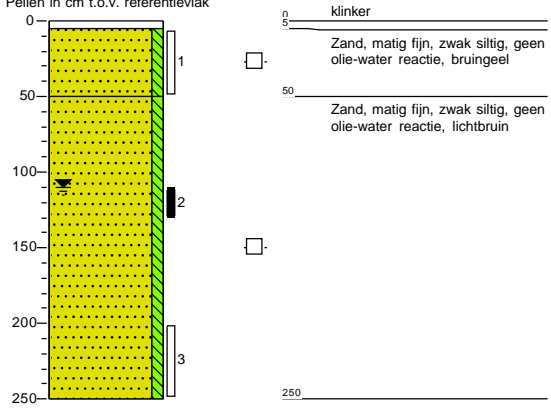 Peilen in cm t.o.v. referentievlak
0
50
100
150
200
250
1
2
3
0
klinker
5
Zand, matig fijn, zwak siltig, geen
olie-water reactie, bruingeel
50
Zand, matig fijn, zwak siltig, geen
olie-water reactie, lichtbruin
250